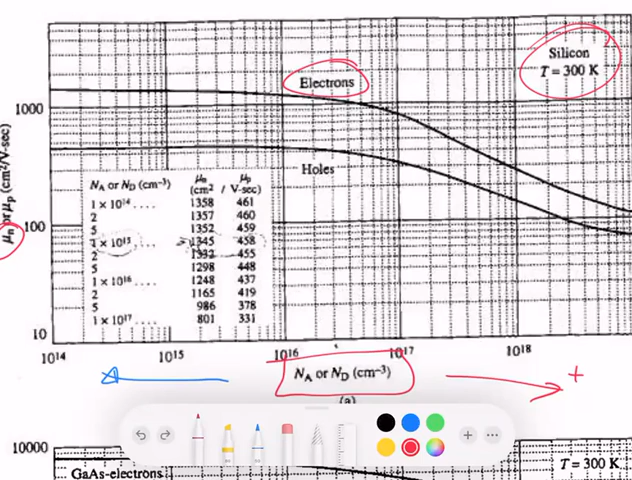 Silicon
T = 300 K
Electrons
Holes
1000
100
10
μn or μp (cm²/V-sec)
NA or ND (cm⁻³) μn μp
(cm² / V-sec)
1 × 10¹⁴ .... 1358 461
2 1357 460
5 1352 459
1 × 10¹⁵ .... 1345 458
2 1332 455
5 1298 448
1 × 10¹⁶ .... 1248 437
2 1165 419
5 986 378
1 × 10¹⁷ .... 801 331
10¹⁴ 10¹⁵ 10¹⁶ 10¹⁷ 10¹⁸
NA or ND (cm⁻³)
+
(a)
10000
GaAs-electrons
T = 300 K